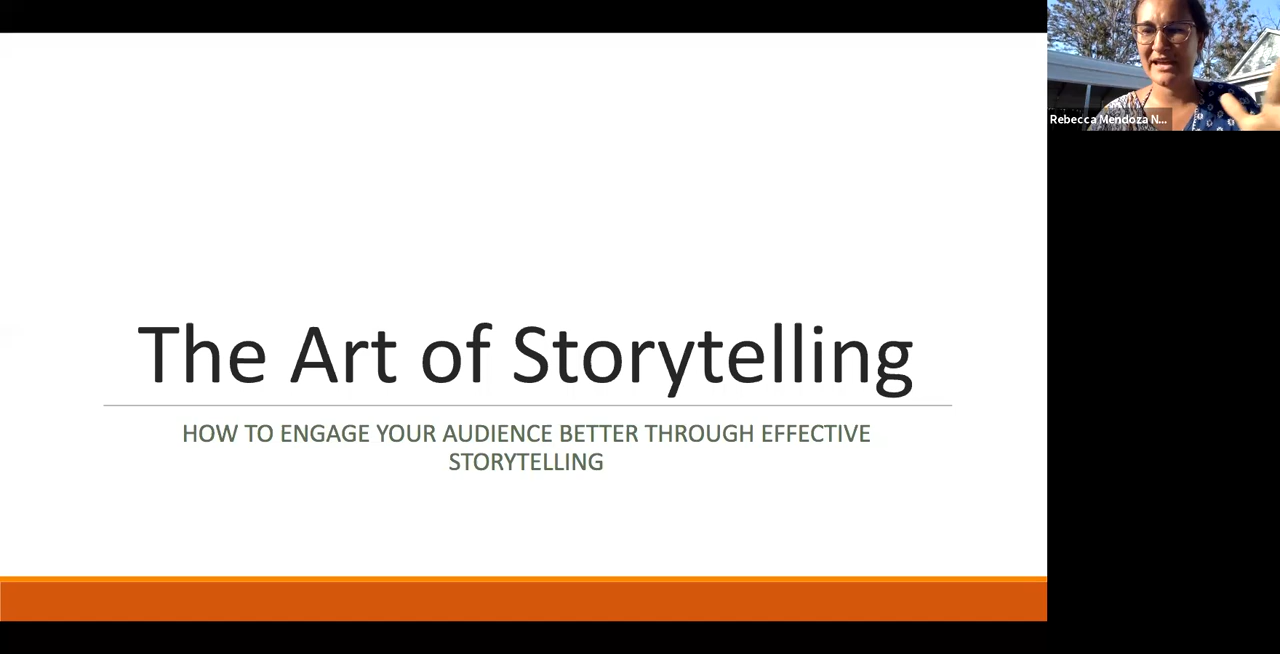 The Art of Storytelling
HOW TO ENGAGE YOUR AUDIENCE BETTER THROUGH EFFECTIVE
STORYTELLING
Rebecca Mendoza N...